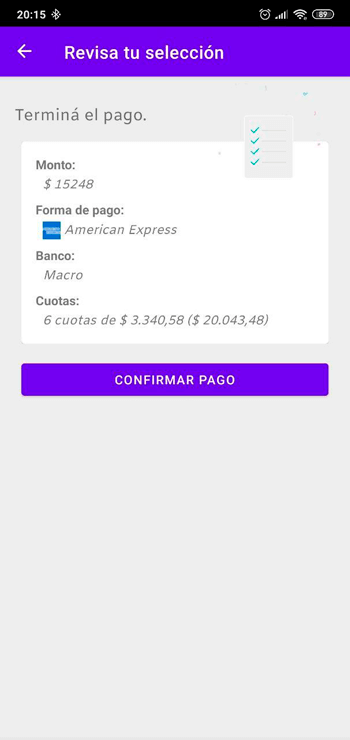 20:15 89
Revisa tu selección
Terminá el pago.
Monto:
$ 15248
Forma de pago:
American Express
Banco:
Macro
Cuotas:
6 cuotas de $ 3.340,58 ($ 20.043,48)
CONFIRMAR PAGO